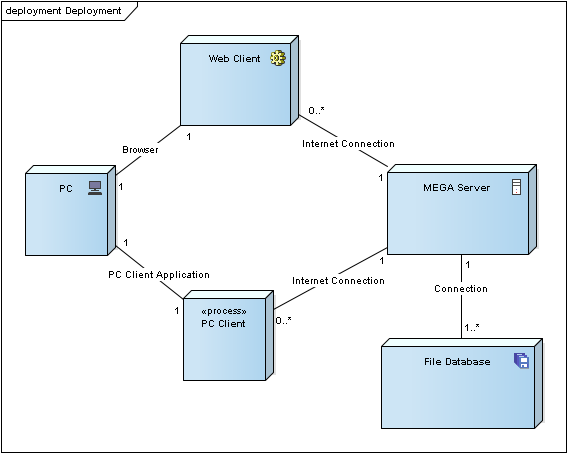 deployment Deployment
Web Client
0..*
1
Browser
Internet Connection
1
1
PC
MEGA Server
1
1
1
PC Client Application
Internet Connection
Connection
1
0..*
«process»
PC Client
1..*
File Database